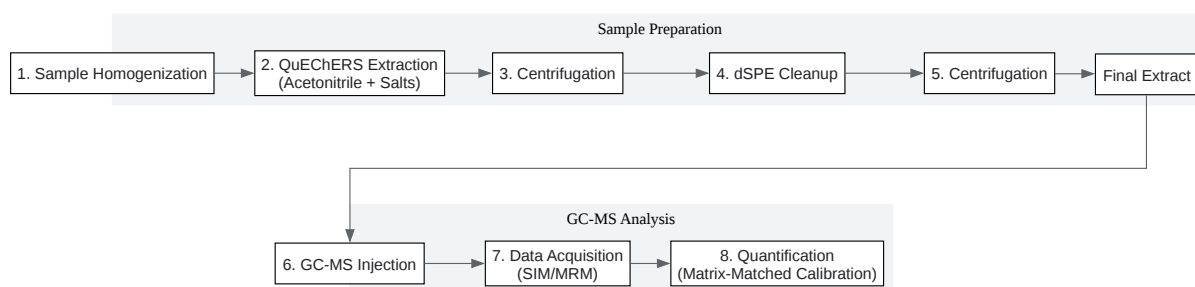 Sample Preparation
1. Sample Homogenization
2. QuEChERS Extraction
(Acetonitrile + Salts)
3. Centrifugation
4. dSPE Cleanup
5. Centrifugation
Final Extract
GC-MS Analysis
6. GC-MS Injection
7. Data Acquisition
(SIM/MRM)
8. Quantification
(Matrix-Matched Calibration)